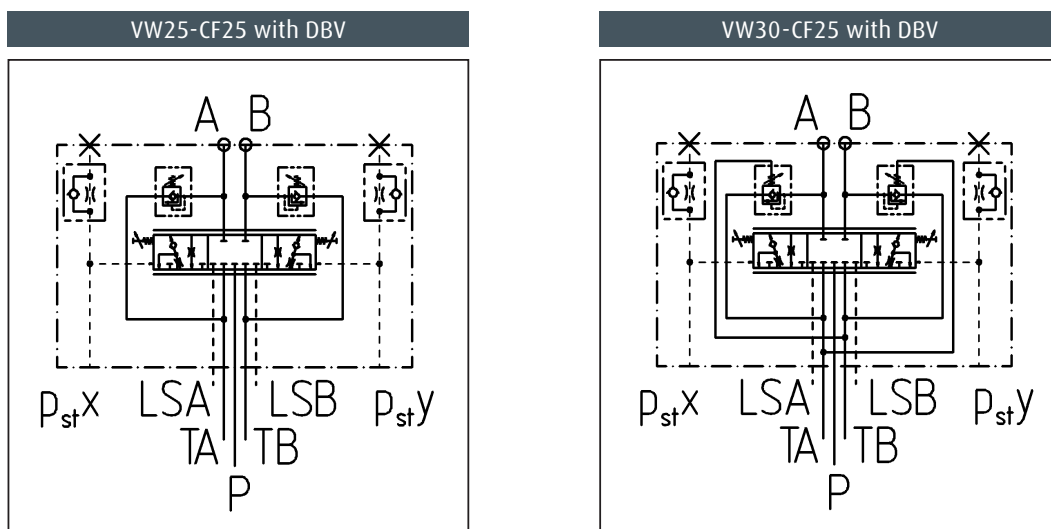 VW25-CF25 with DBV
A B
pstx LSA LSB psty
TA TB
P
VW30-CF25 with DBV
A B
pstx LSA LSB psty
TA TB
P